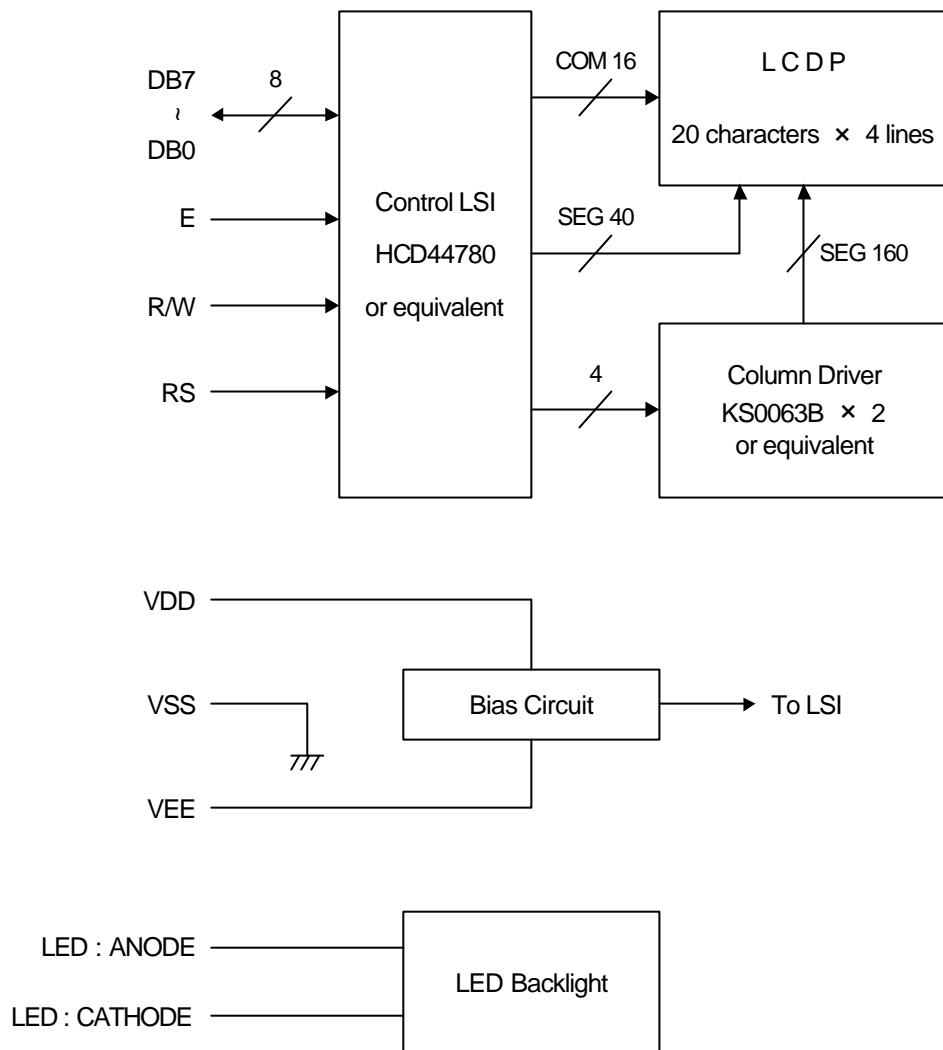 DB7
~
DB0
8
E
R/W
RS
Control LSI
HCD44780
or equivalent
COM 16
SEG 40
4
L C D P
20 characters × 4 lines
SEG 160
Column Driver
KS0063B × 2
or equivalent
VDD
VSS
VEE
Bias Circuit
To LSI
LED : ANODE
LED : CATHODE
LED Backlight